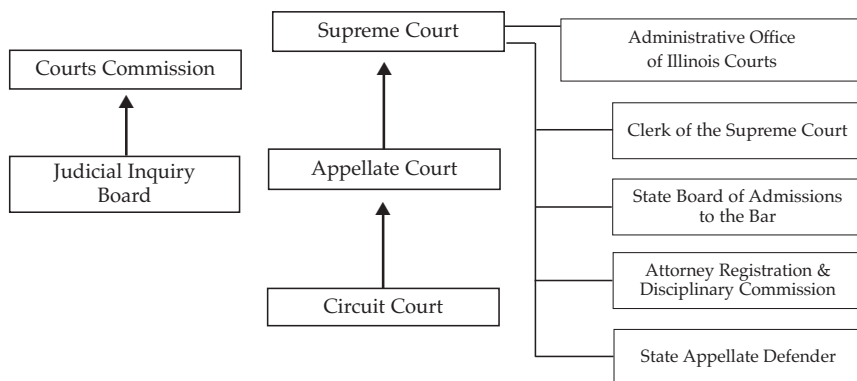 Supreme Court
Courts Commission
Judicial Inquiry
Board
Appellate Court
Circuit Court
Administrative Office
of Illinois Courts
Clerk of the Supreme Court
State Board of Admissions
to the Bar
Attorney Registration &
Disciplinary Commission
State Appellate Defender